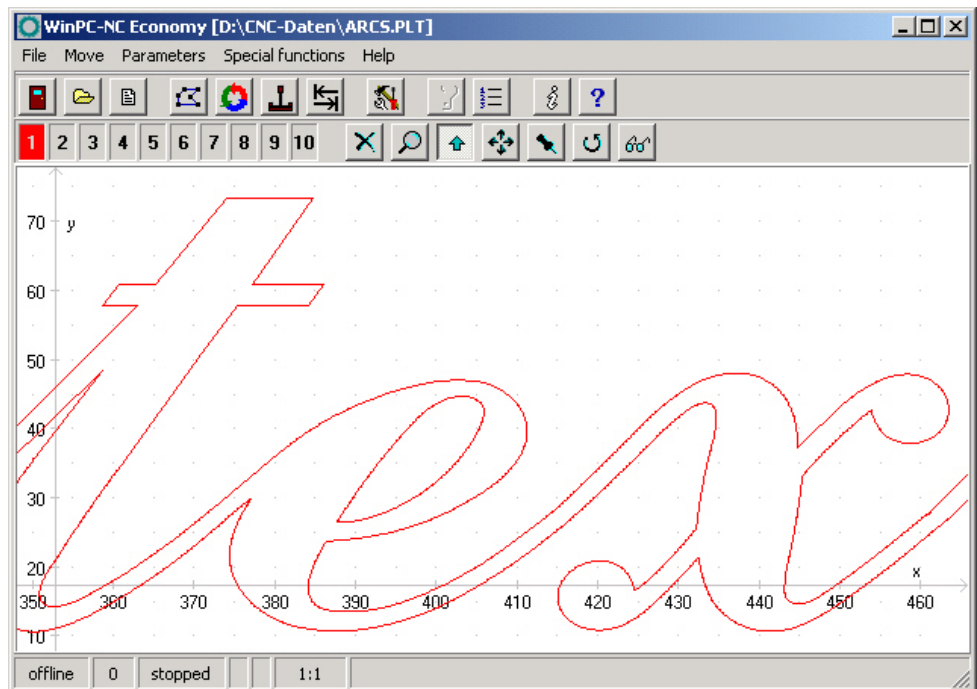 WinPC-NC Economy [D:\CNC-Daten\ARCS.PLT]
File Move Parameters Special functions Help
?
1 2 3 4 5 6 7 8 9 10
70 y
60
50
40
30
20 x
350 360 370 380 390 400 410 420 430 440 450 460
10
tex
offline 0 stopped 1:1